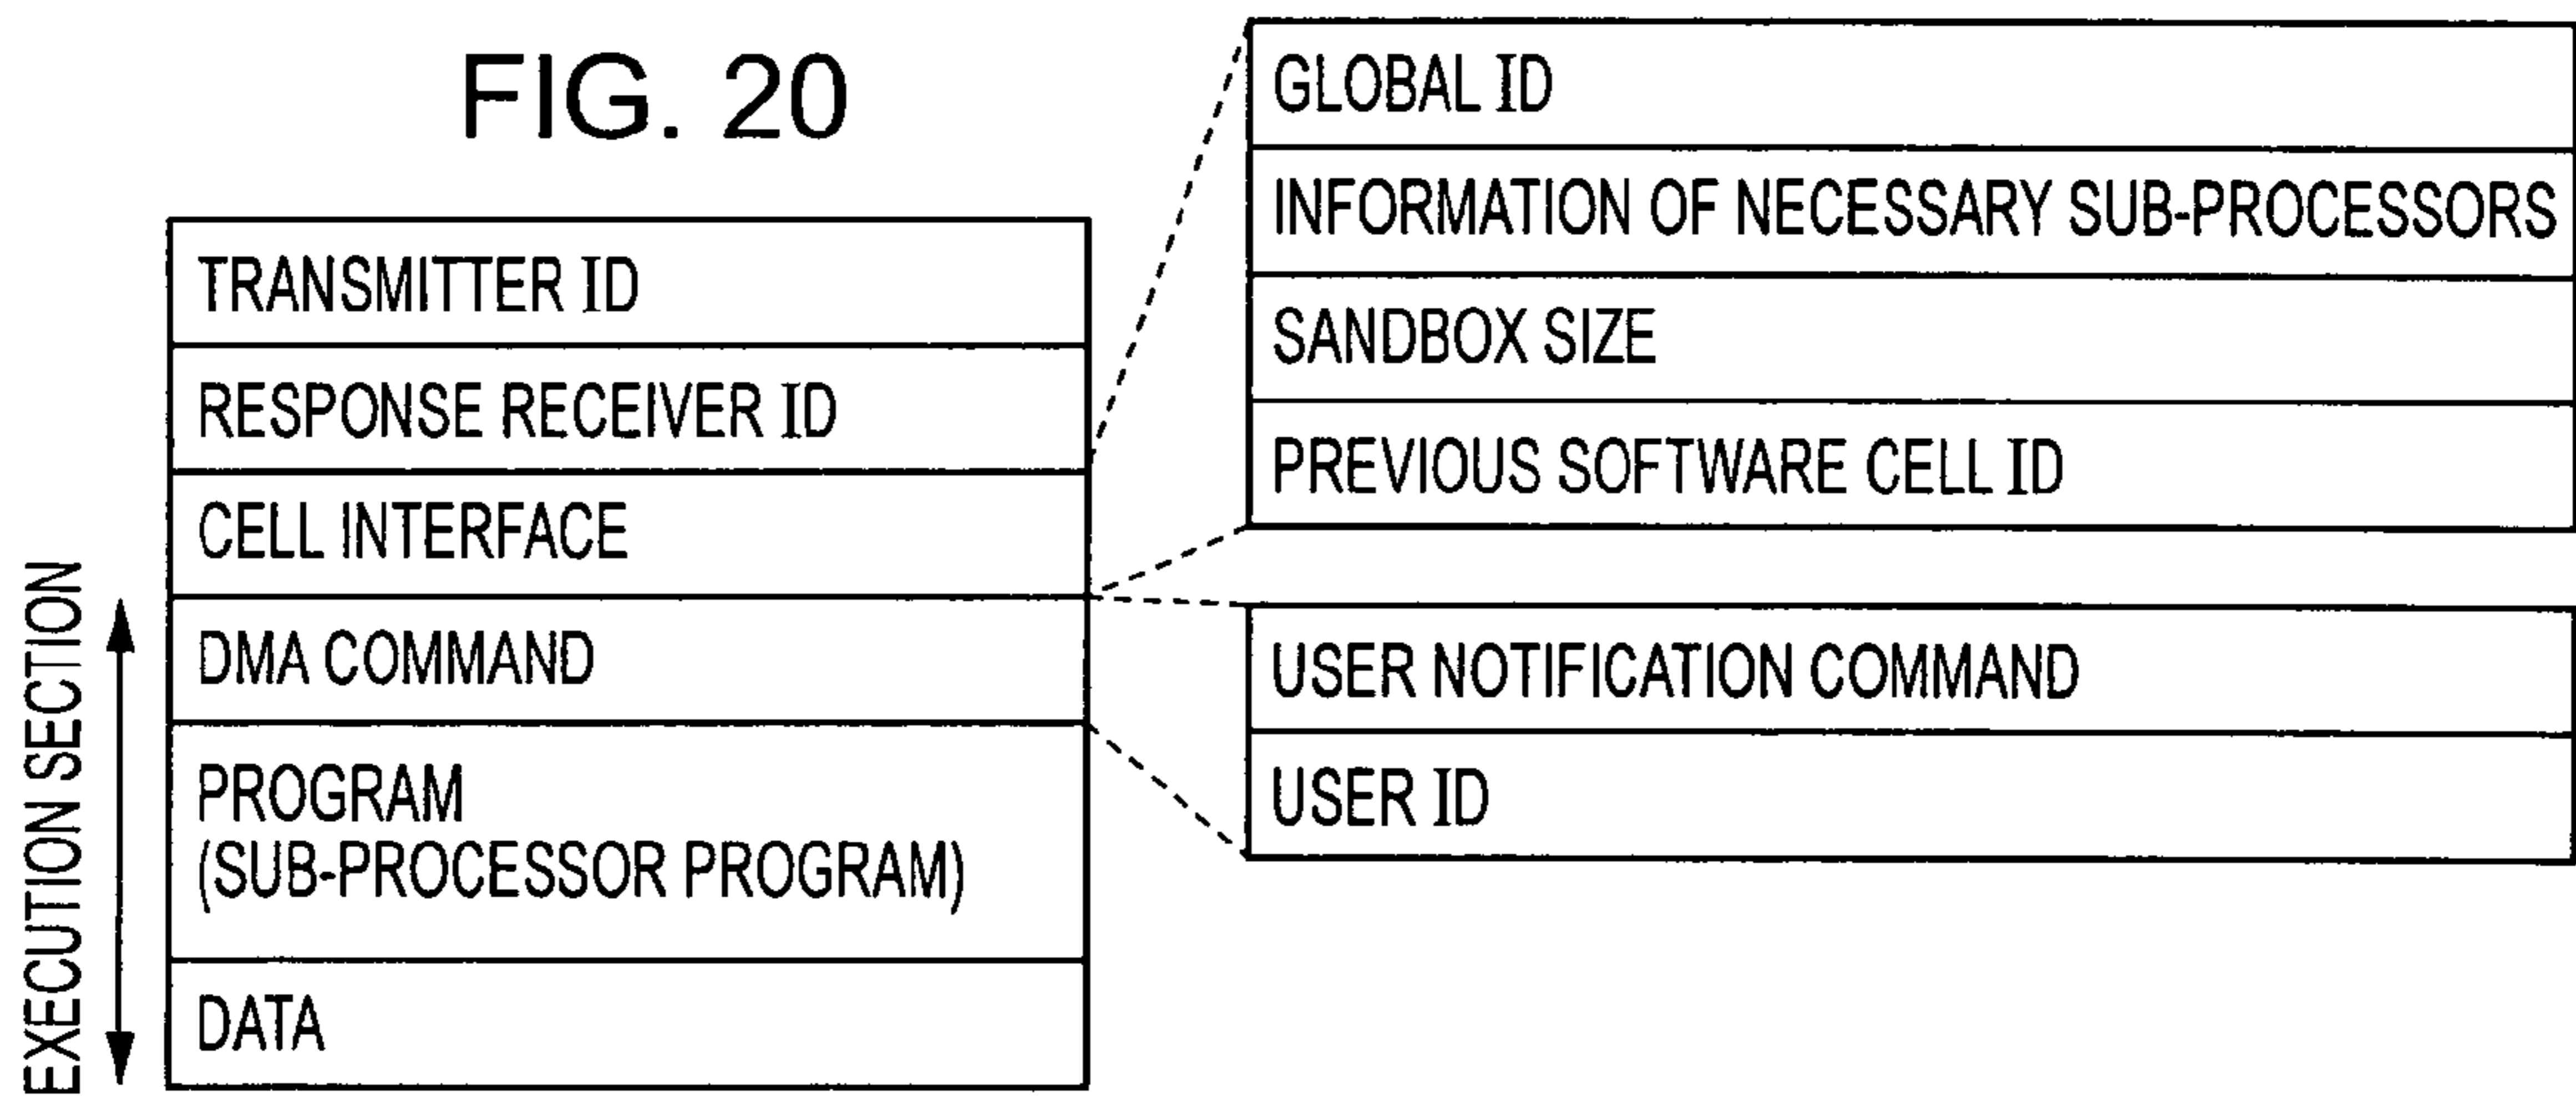 FIG. 20
TRANSMITTER ID
RESPONSE RECEIVER ID
CELL INTERFACE
DMA COMMAND
PROGRAM
(SUB-PROCESSOR PROGRAM)
DATA
EXECUTION SECTION
GLOBAL ID
INFORMATION OF NECESSARY SUB-PROCESSORS
SANDBOX SIZE
PREVIOUS SOFTWARE CELL ID
USER NOTIFICATION COMMAND
USER ID